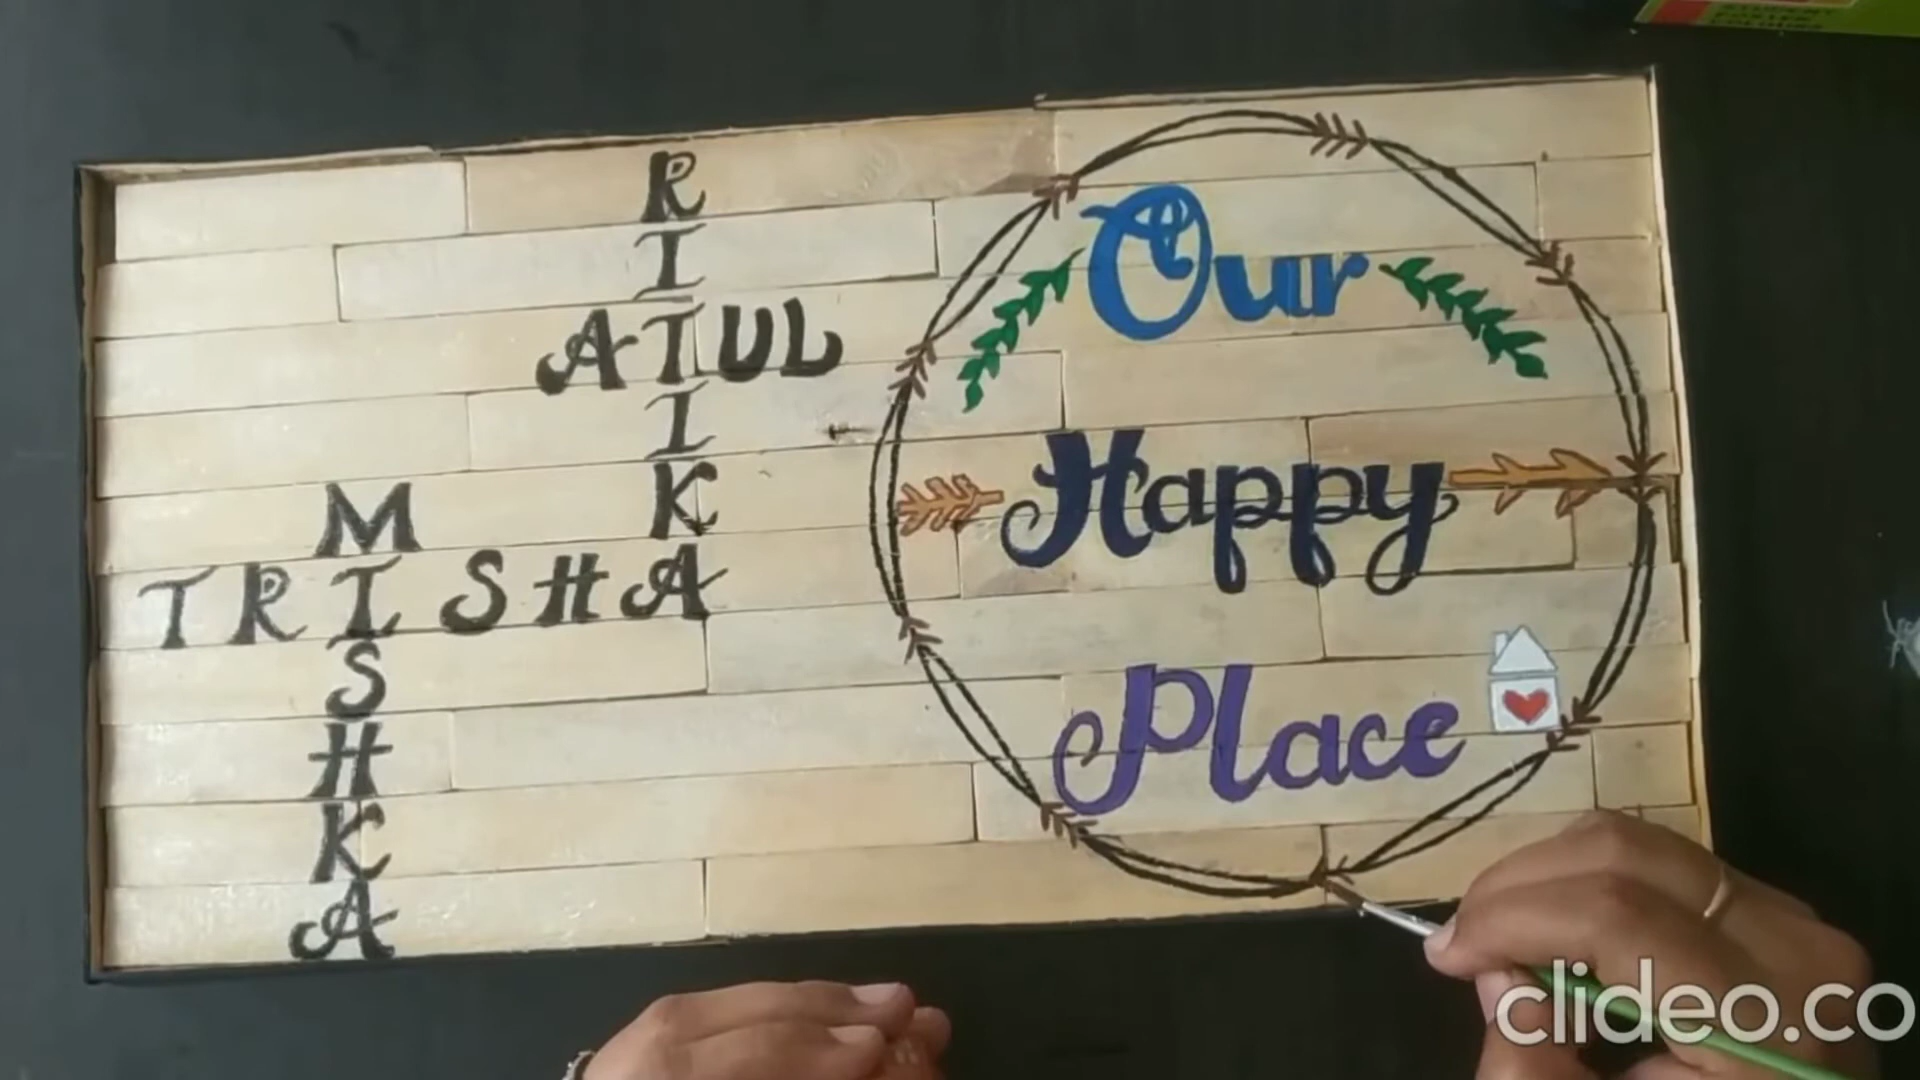 RITIKA
ATUL
MISHKA
TRISHA
Our
Happy
Place
clideo.co